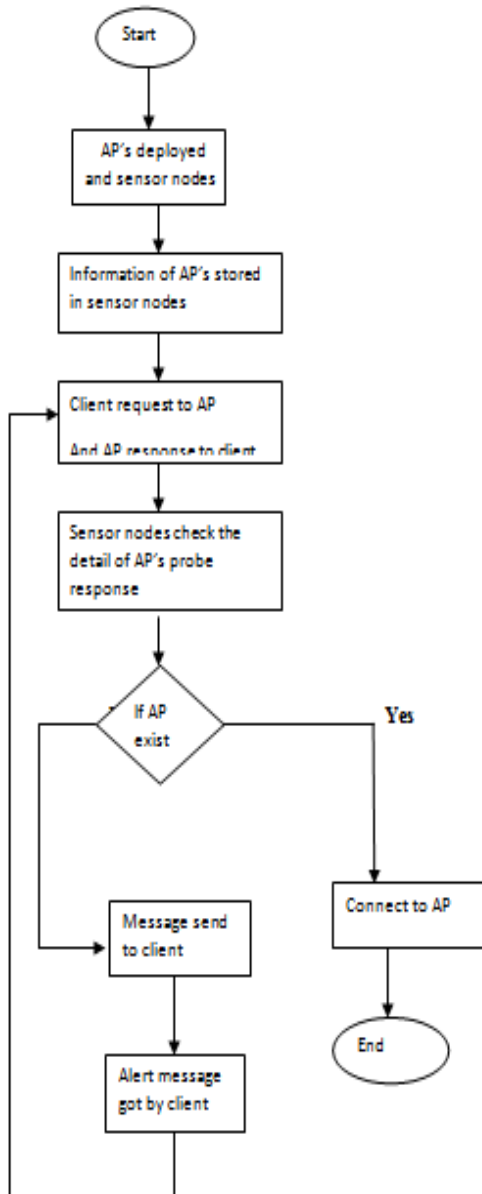 Start
AP's deployed
and sensor nodes
Information of AP's stored
in sensor nodes
Client request to AP
And AP response to client
Sensor nodes check the
detail of AP's probe
response
If AP
exist
Yes
Message send
to client
Connect to AP
Alert message
got by client
End